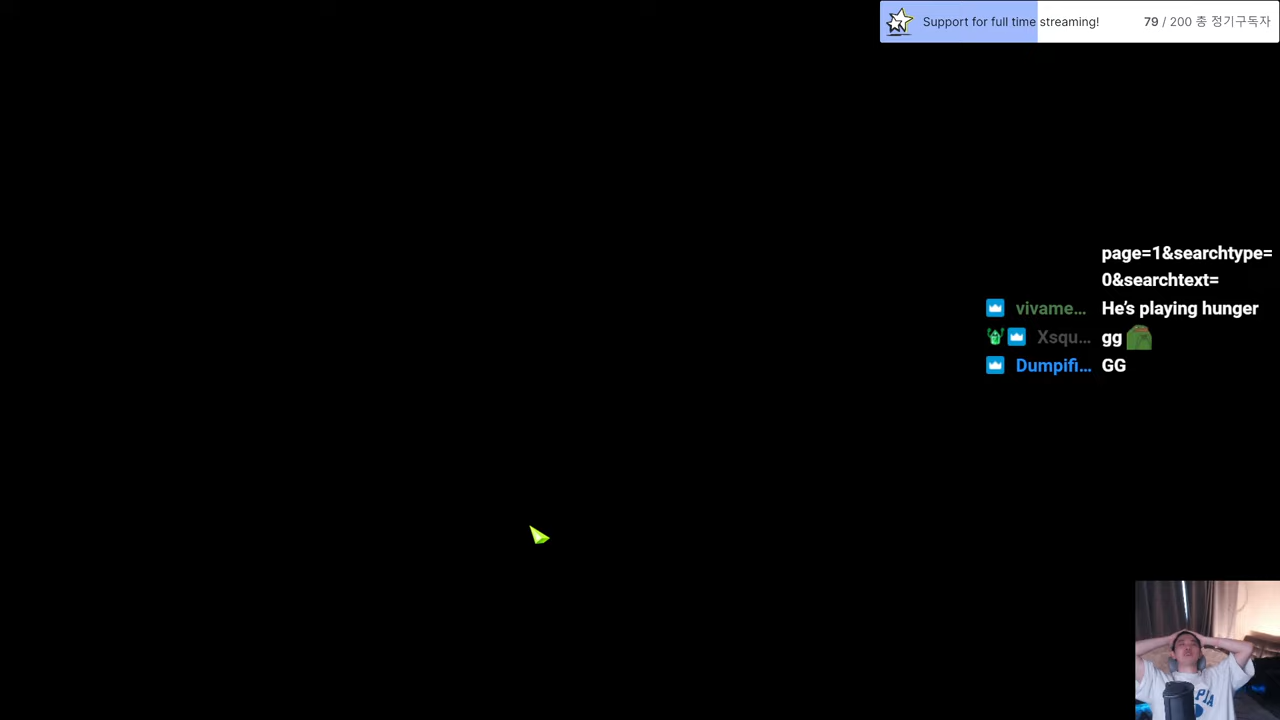 Support for full time streaming! 79 / 200 종 정기구독자
page=1&searchtype=
0&searchtext=
vivame… He's playing hunger
Xsqu… gg
Dumpifi… GG